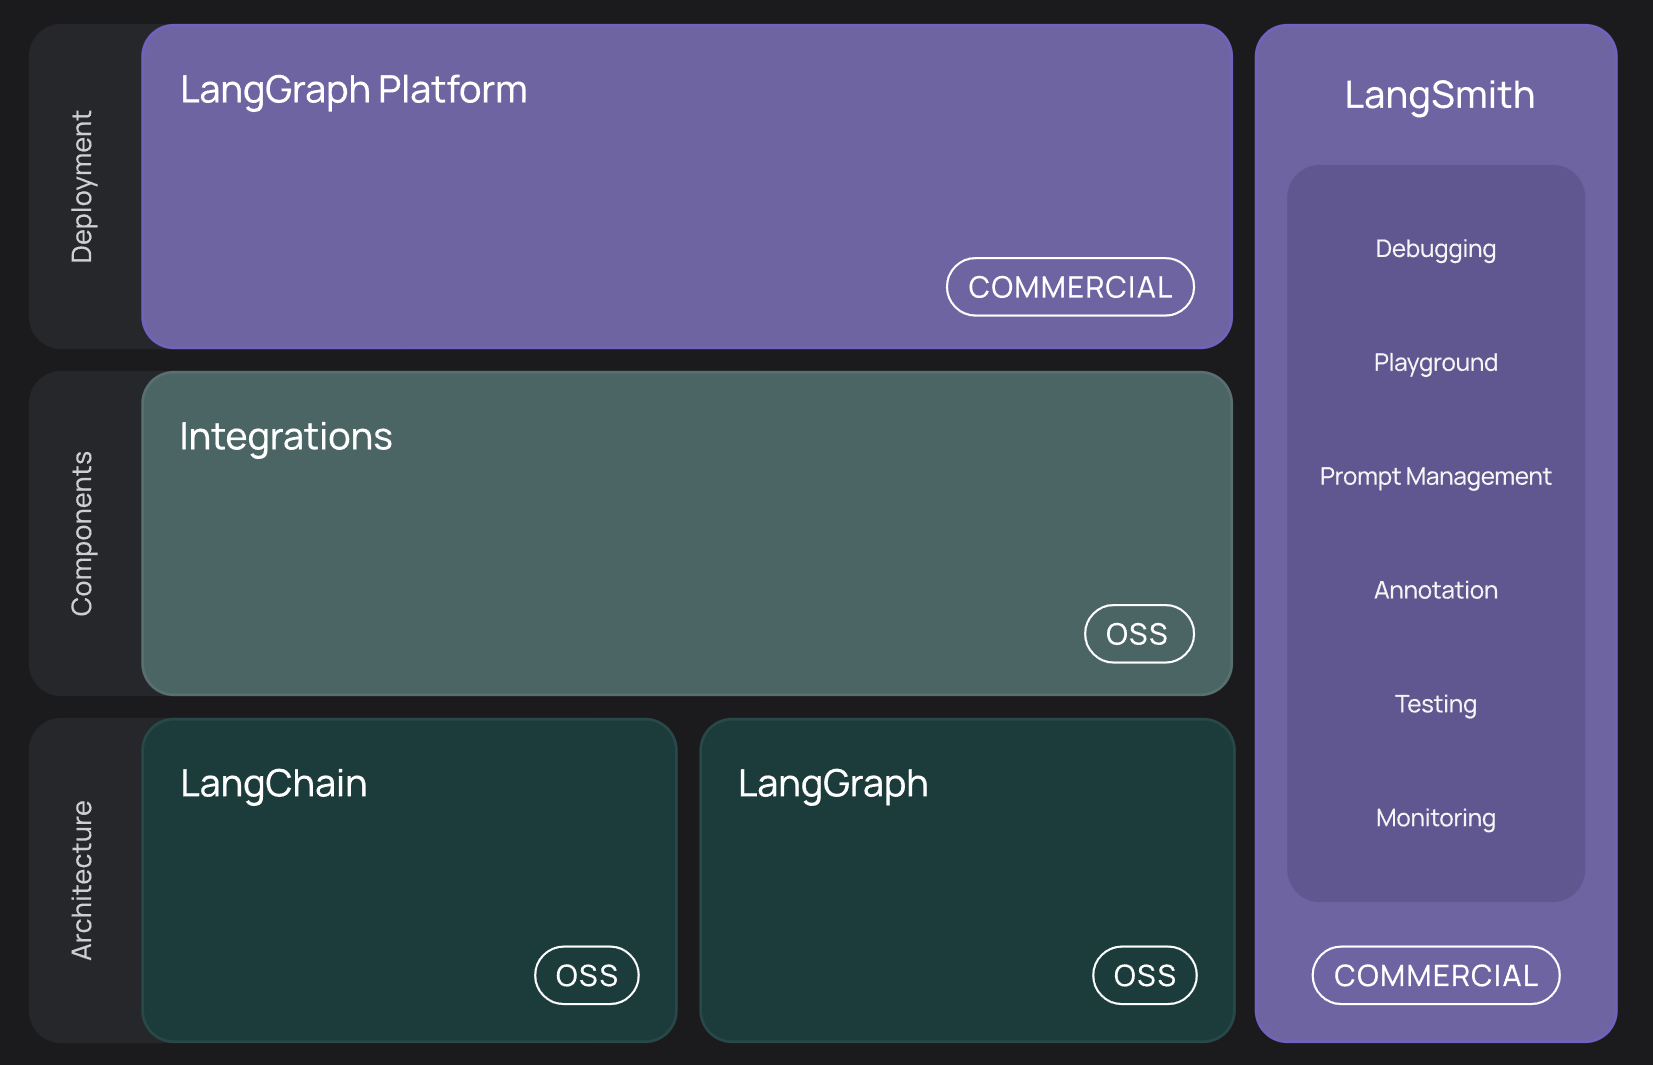 Deployment
LangGraph Platform
COMMERCIAL
Components
Integrations
OSS
Architecture
LangChain
OSS
LangGraph
OSS
LangSmith
Debugging
Playground
Prompt Management
Annotation
Testing
Monitoring
COMMERCIAL